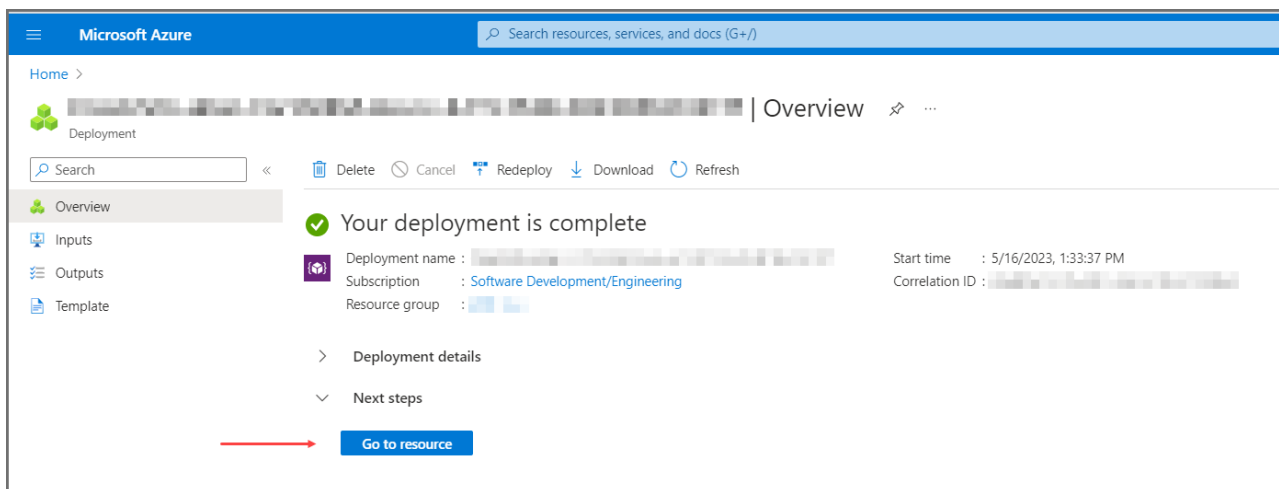 Microsoft Azure
Search resources, services, and docs (G+/)
Home >
| Overview
Deployment
Search
«
Delete Cancel Redeploy Download Refresh
Overview
Your deployment is complete
Inputs
Deployment name :
Start time : 5/16/2023, 1:33:37 PM
Outputs
Subscription : Software Development/Engineering
Correlation ID :
Template
Resource group :
Deployment details
Next steps
Go to resource